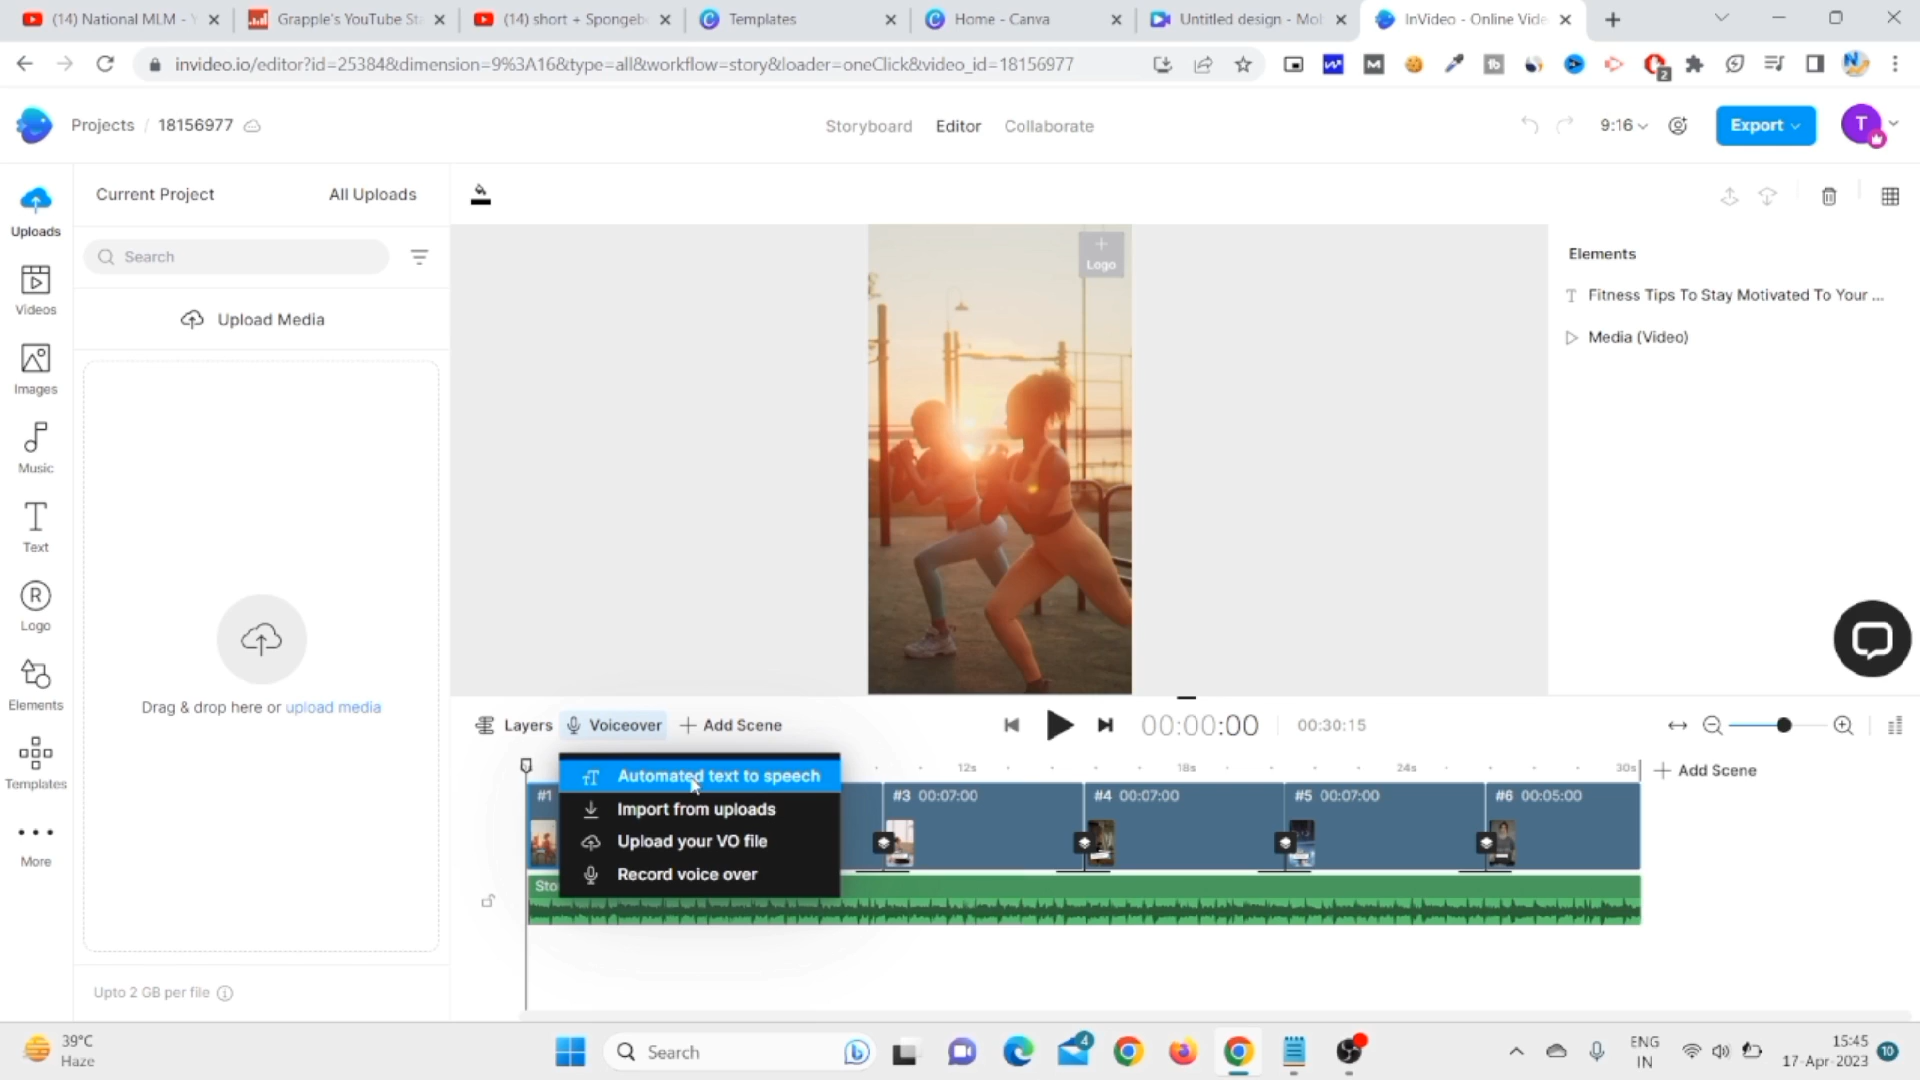 (14) National MLM - Y
Grapple's YouTube Sta
(14) short + Spongeb
Templates
Home - Canva
Untitled design - Mob
InVideo - Online Vide
invideo.io/editor?id=25384&dimension=9%3A16&type=all&workflow=story&loader=oneClick&video_id=18156977
2
Projects / 18156977
Storyboard
Editor
Collaborate
9:16
Export
T
Current Project
All Uploads
Uploads
Search
Upload Media
Videos
Images
Music
Text
Logo
Elements
Templates
More
Drag & drop here or upload media
Upto 2 GB per file
+
Logo
Elements
Fitness Tips To Stay Motivated To Your ...
Media (Video)
Layers
Voiceover
Add Scene
00:00:00
00:30:15
Automated text to speech
Import from uploads
Upload your VO file
Record voice over
12s
18s
24s
30s
Add Scene
#1
#3 00:07:00
#4 00:07:00
#5 00:07:00
#6 00:05:00
Sto
39°C
Haze
Search
4
ENG
IN
15:45
17-Apr-2023
10